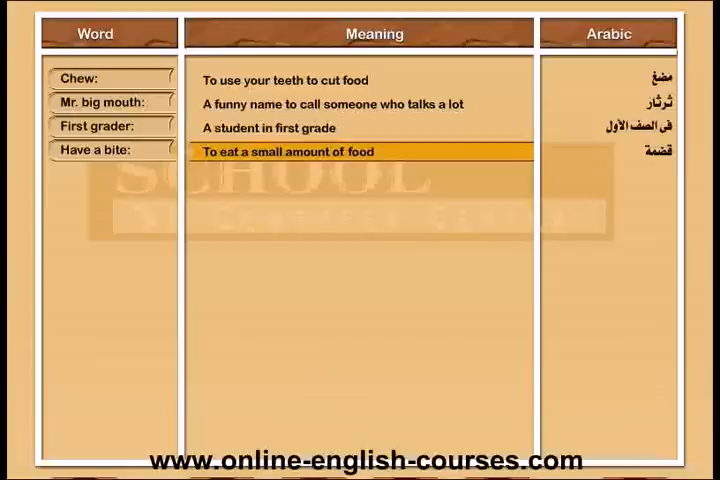 Word Meaning Arabic
Chew: To use your teeth to cut food مضغ
Mr. big mouth: A funny name to call someone who talks a lot ثرثار
First grader: A student in first grade فى الصف الأول
Have a bite: To eat a small amount of food قضمة
SCHOOL
www.online-english-courses.com